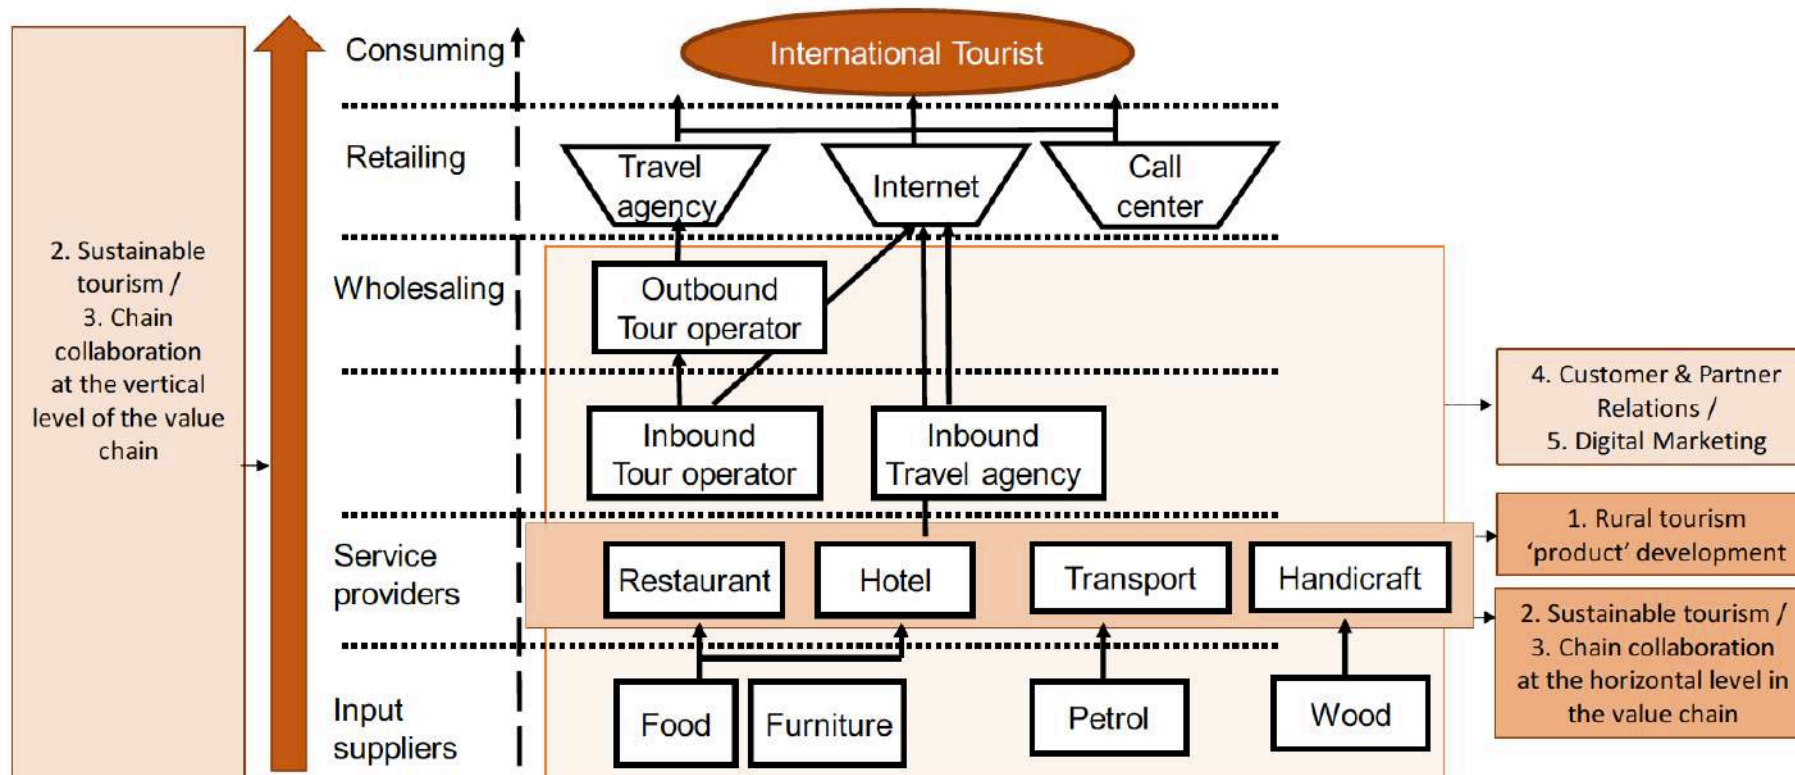 2. Sustainable
tourism /
3. Chain
collaboration
at the vertical
level of the value
chain
Consuming
International Tourist
Retailing
Travel
agency
Internet
Call
center
Wholesaling
Outbound
Tour operator
Inbound
Tour operator
Inbound
Travel agency
4. Customer & Partner
Relations /
5. Digital Marketing
1. Rural tourism
‘product’ development
Service
providers
Restaurant
Hotel
Transport
Handicraft
2. Sustainable tourism /
3. Chain collaboration
at the horizontal level in
the value chain
Input
suppliers
Food
Furniture
Petrol
Wood